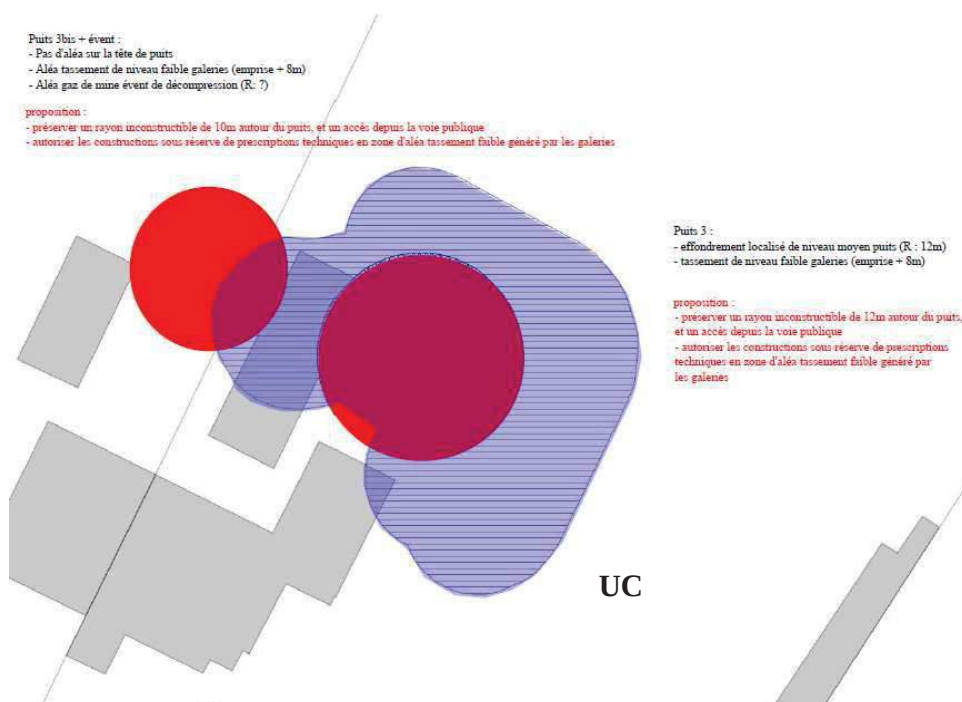 Puits 3bis + évent :
- Pas d'aléa sur la tête de puits
- Aléa tassement de niveau faible galeries (emprise + 8m)
- Aléa gaz de mine évent de décompression (R: ?)
proposition :
- préserver un rayon inconstructible de 10m autour du puits, et un accès depuis la voie publique
- autoriser les constructions sous réserve de prescriptions techniques en zone d'aléa tassement faible généré par les galeries
Puits 3 :
- effondrement localisé de niveau moyen puits (R : 12m)
- tassement de niveau faible galeries (emprise + 8m)
proposition :
- préserver un rayon inconstructible de 12m autour du puits,
et un accès depuis la voie publique
- autoriser les constructions sous réserve de prescriptions
techniques en zone d'aléa tassement faible généré par
les galeries
UC